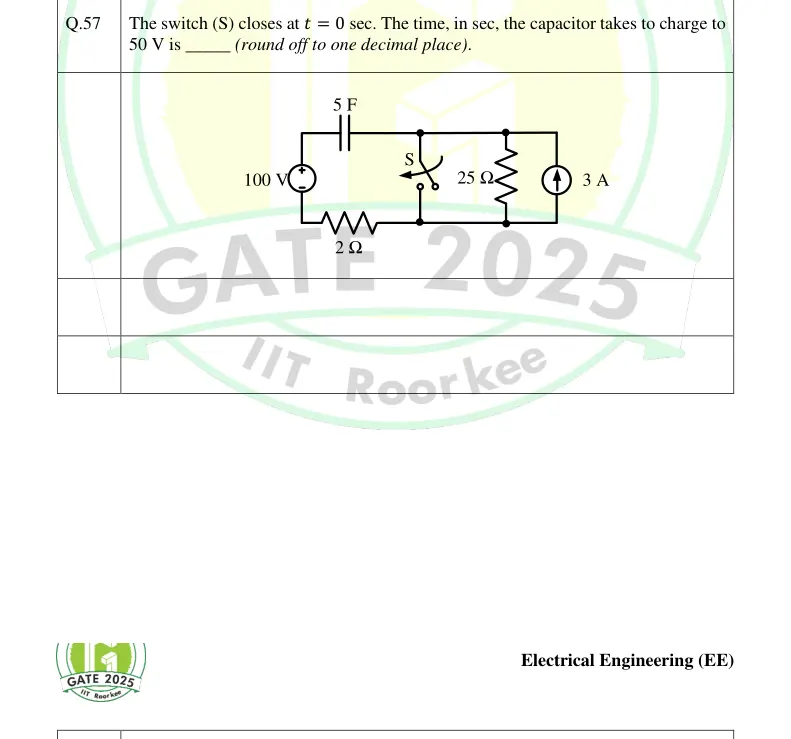 Q.57 The switch (S) closes at t = 0 sec. The time, in sec, the capacitor takes to charge to
50 V is _____ (round off to one decimal place).
5 F
S
100 V
25 Ω
3 A
+
−
2 Ω
GATE 2025
IIT Roorkee
Electrical Engineering (EE)
GATE 2025
IIT Roorkee